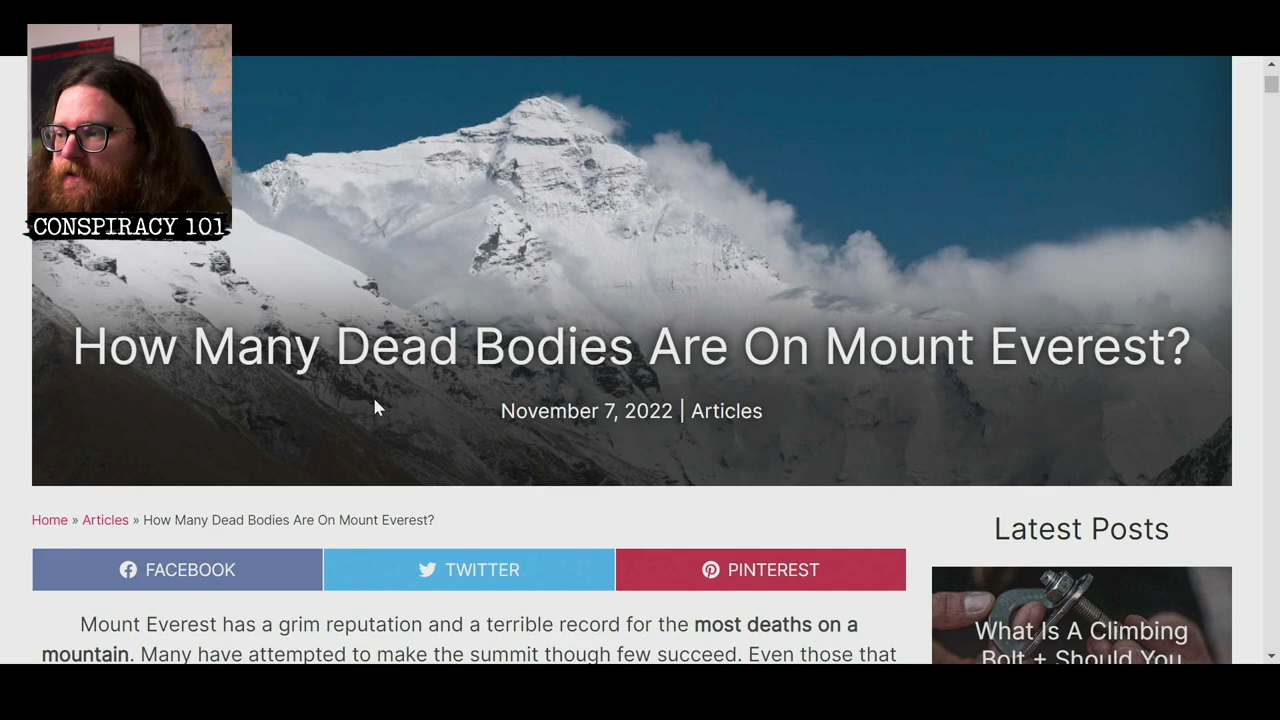 CONSPIRACY 101
How Many Dead Bodies Are On Mount Everest?
November 7, 2022 | Articles
Home » Articles » How Many Dead Bodies Are On Mount Everest?
FACEBOOK
TWITTER
PINTEREST
Mount Everest has a grim reputation and a terrible record for the most deaths on a
mountain. Many have attempted to make the summit though few succeed. Even those that
Latest Posts
What Is A Climbing
Bolt + Should You